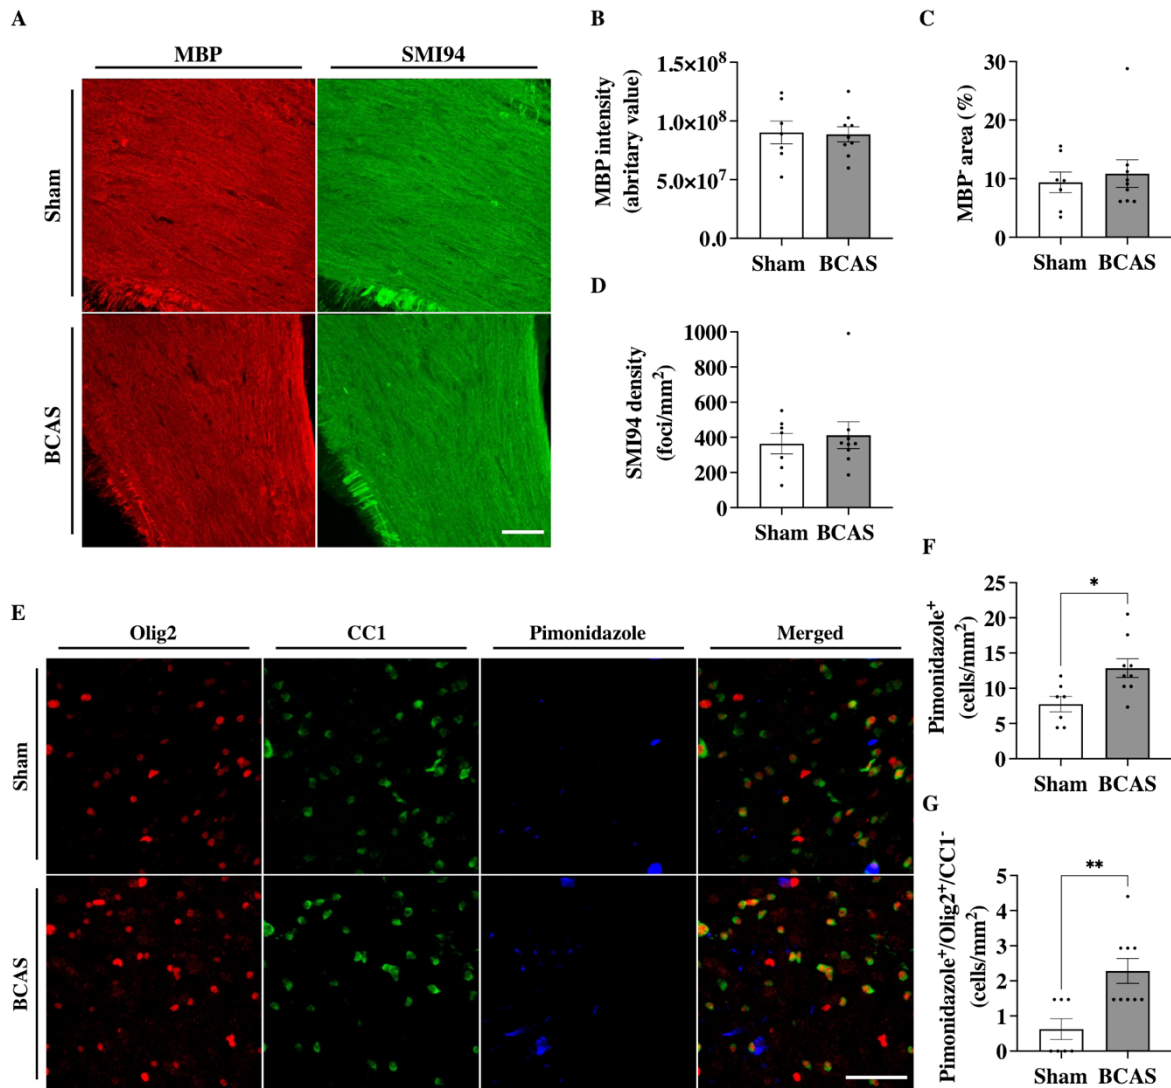 A
MBP
SMI94
Sham
BCAS
B
MBP intensity
(abritary value)
1.5×10⁸
1.0×10⁸
5.0×10⁷
0.0
Sham BCAS
C
MBP⁻ area (%)
30
20
10
0
Sham BCAS
D
SMI94 density
(foci/mm²)
1000
800
600
400
200
0
Sham BCAS
E
Olig2
CC1
Pimonidazole
Merged
Sham
BCAS
F
Pimonidazole⁺
(cells/mm²)
25
20
15
10
5
0
*
Sham BCAS
G
Pimonidazole⁺/Olig2⁺/CC1⁻
(cells/mm²)
5
4
3
2
1
0
**
Sham BCAS